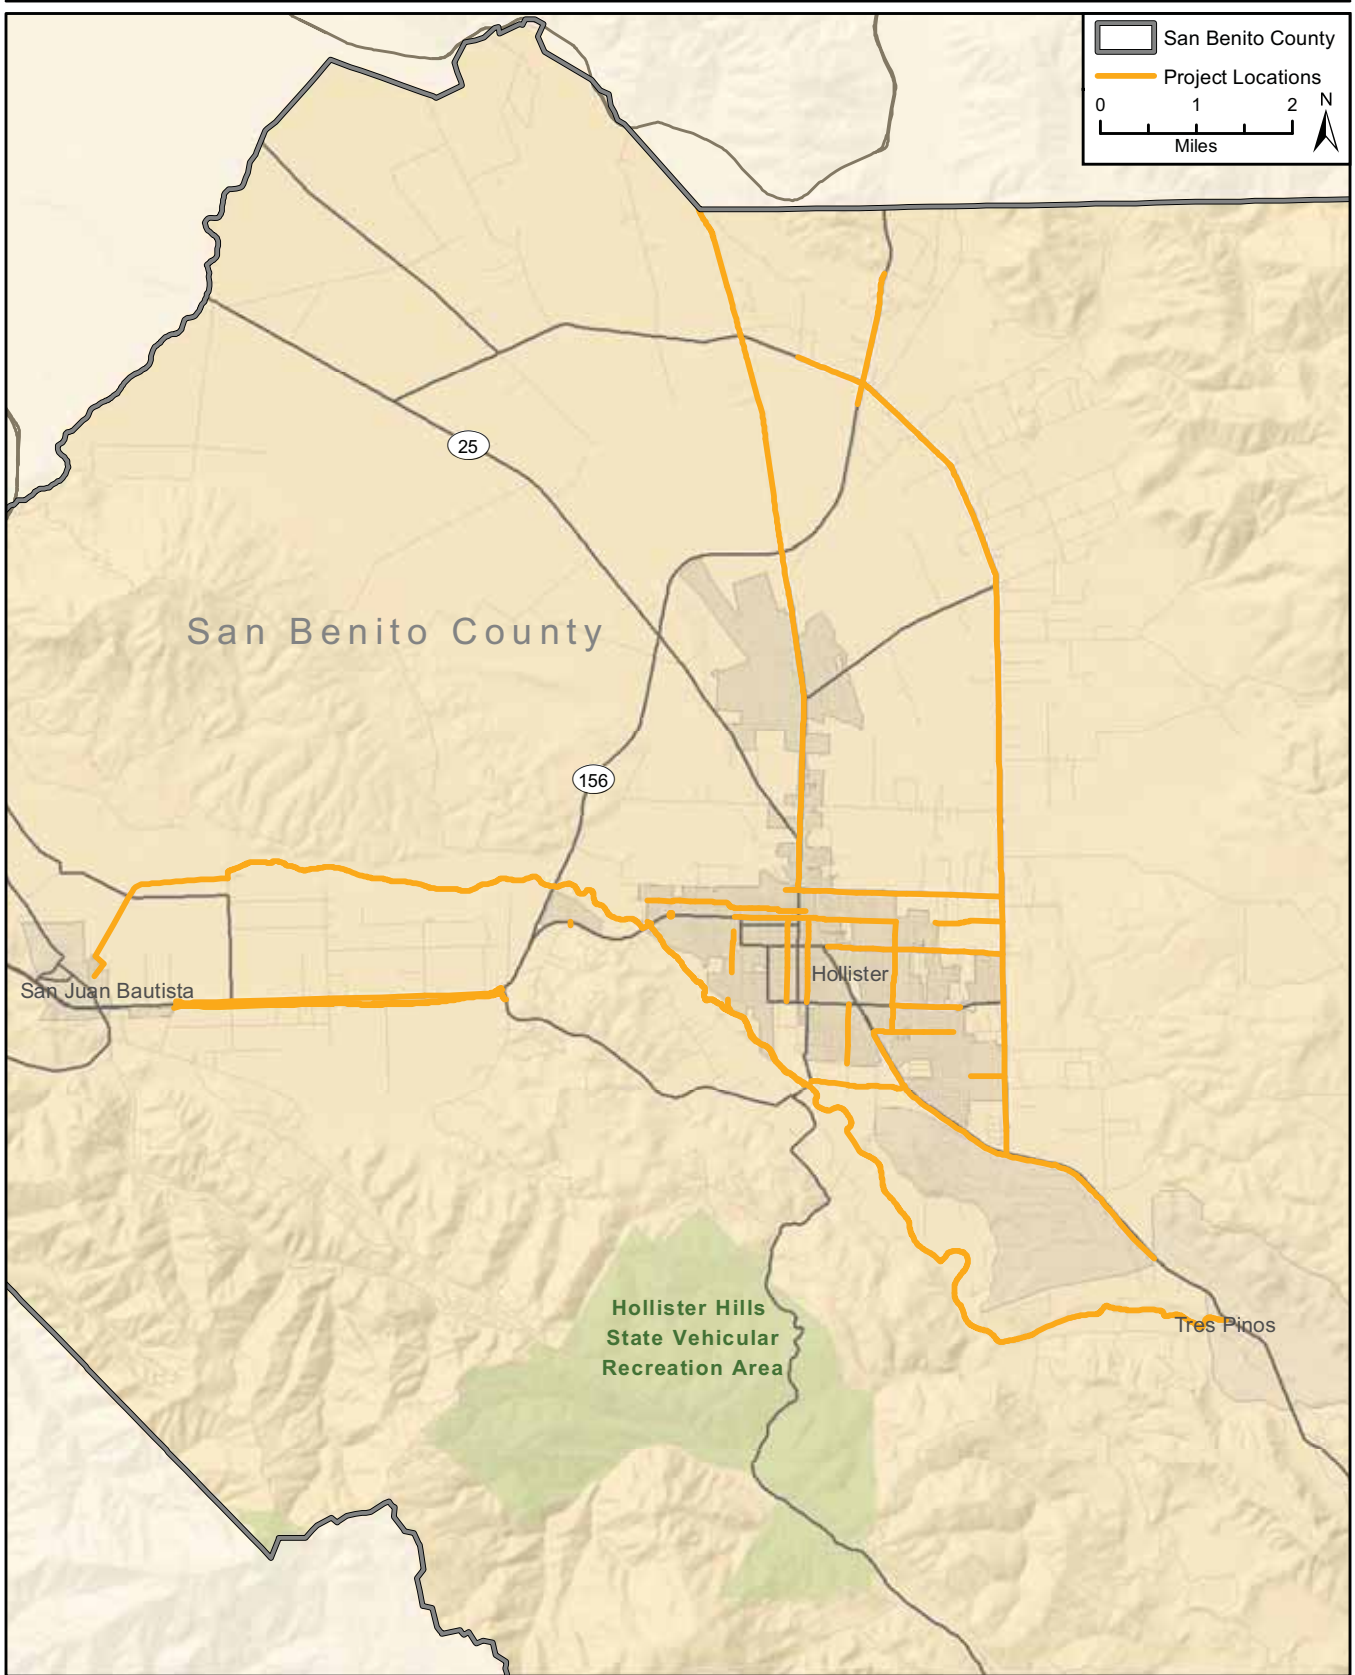 San Benito County
Project Locations
0 1 2 N
Miles
25
San Benito County
156
Hollister
San Juan Bautista
Hollister Hills
State Vehicular
Recreation Area
Tres Pinos